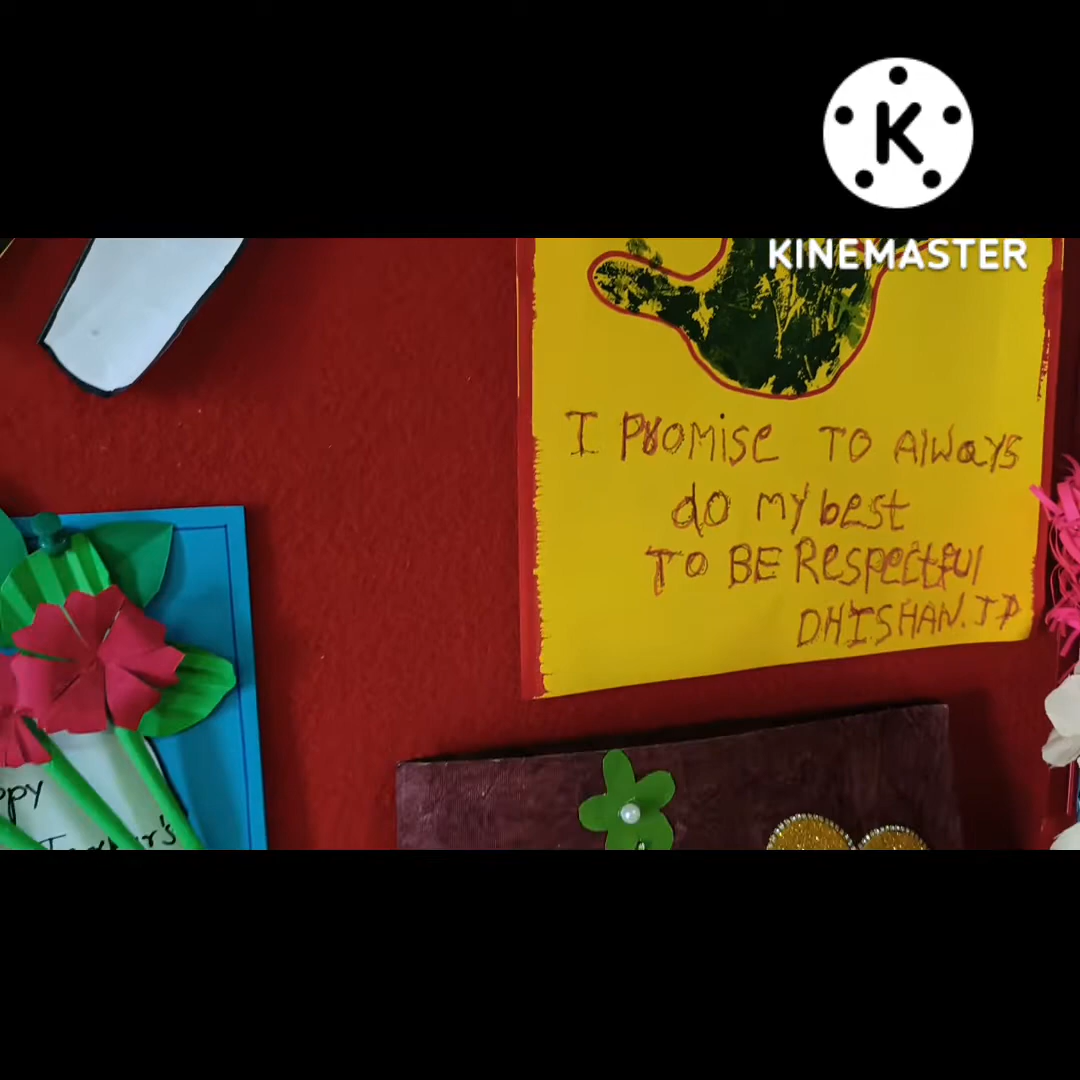 K
KINEMASTER
I PROMISE TO AlWays
do my best
TO BE Respectful
DHISHAN.J P